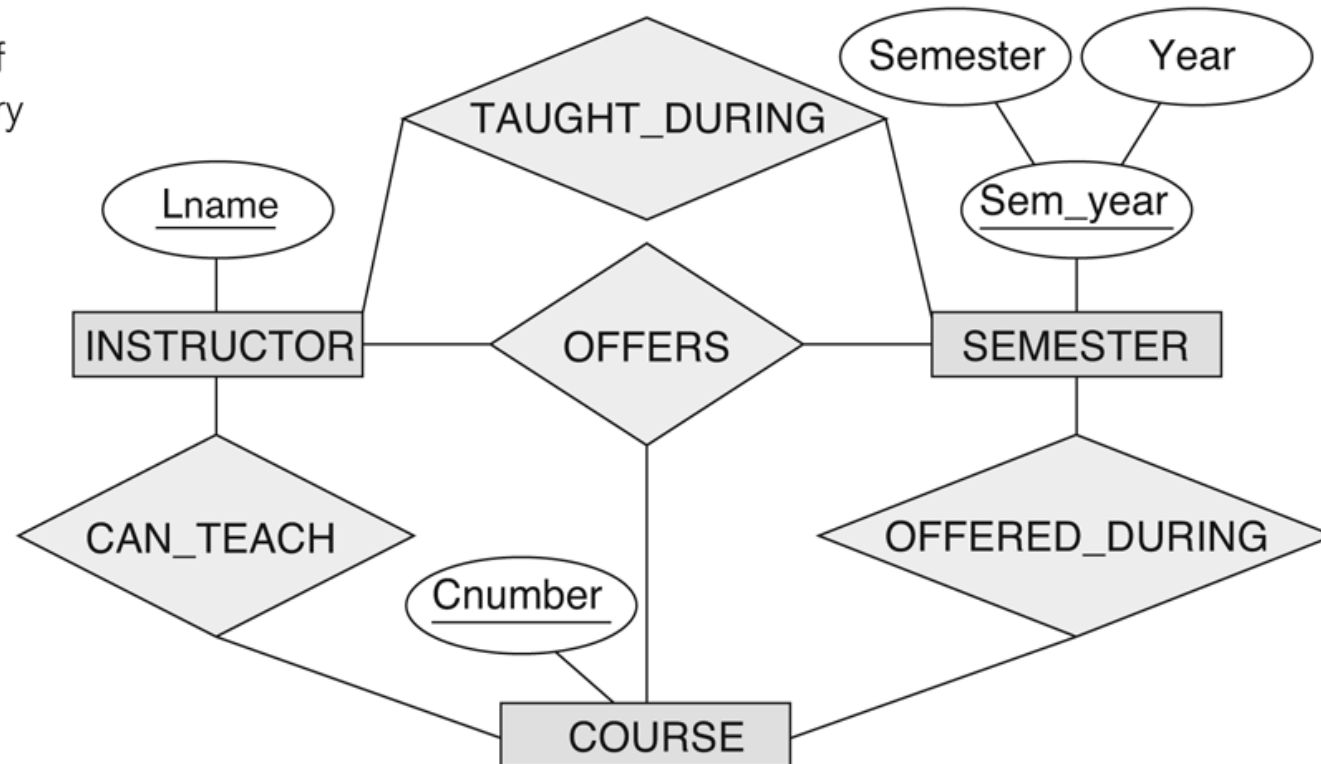 TAUGHT_DURING
Semester
Year
Lname
Sem_year
INSTRUCTOR
OFFERS
SEMESTER
CAN_TEACH
OFFERED_DURING
Cnumber
COURSE